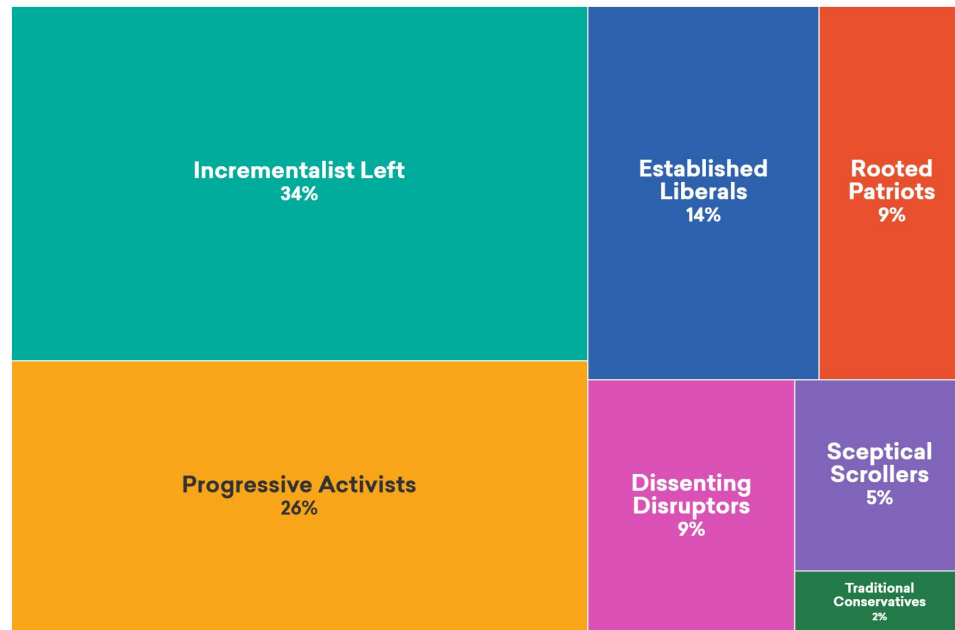 Incrementalist Left
34%
Established
Liberals
14%
Rooted
Patriots
9%
Progressive Activists
26%
Dissenting
Disruptors
9%
Sceptical
Scrollers
5%
Traditional
Conservatives
2%